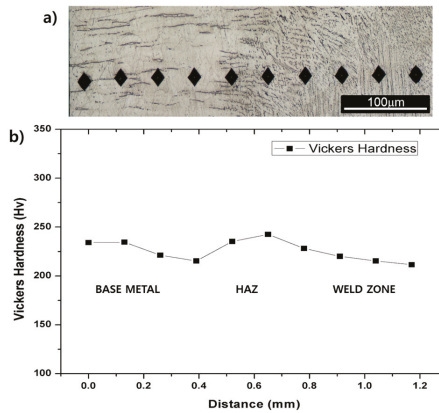 a)
100μm
b)
Vickers Hardness
350
300
250
200
150
100
Vickers Hardness (Hv)
BASE METAL HAZ WELD ZONE
0.0 0.2 0.4 0.6 0.8 1.0 1.2
Distance (mm)